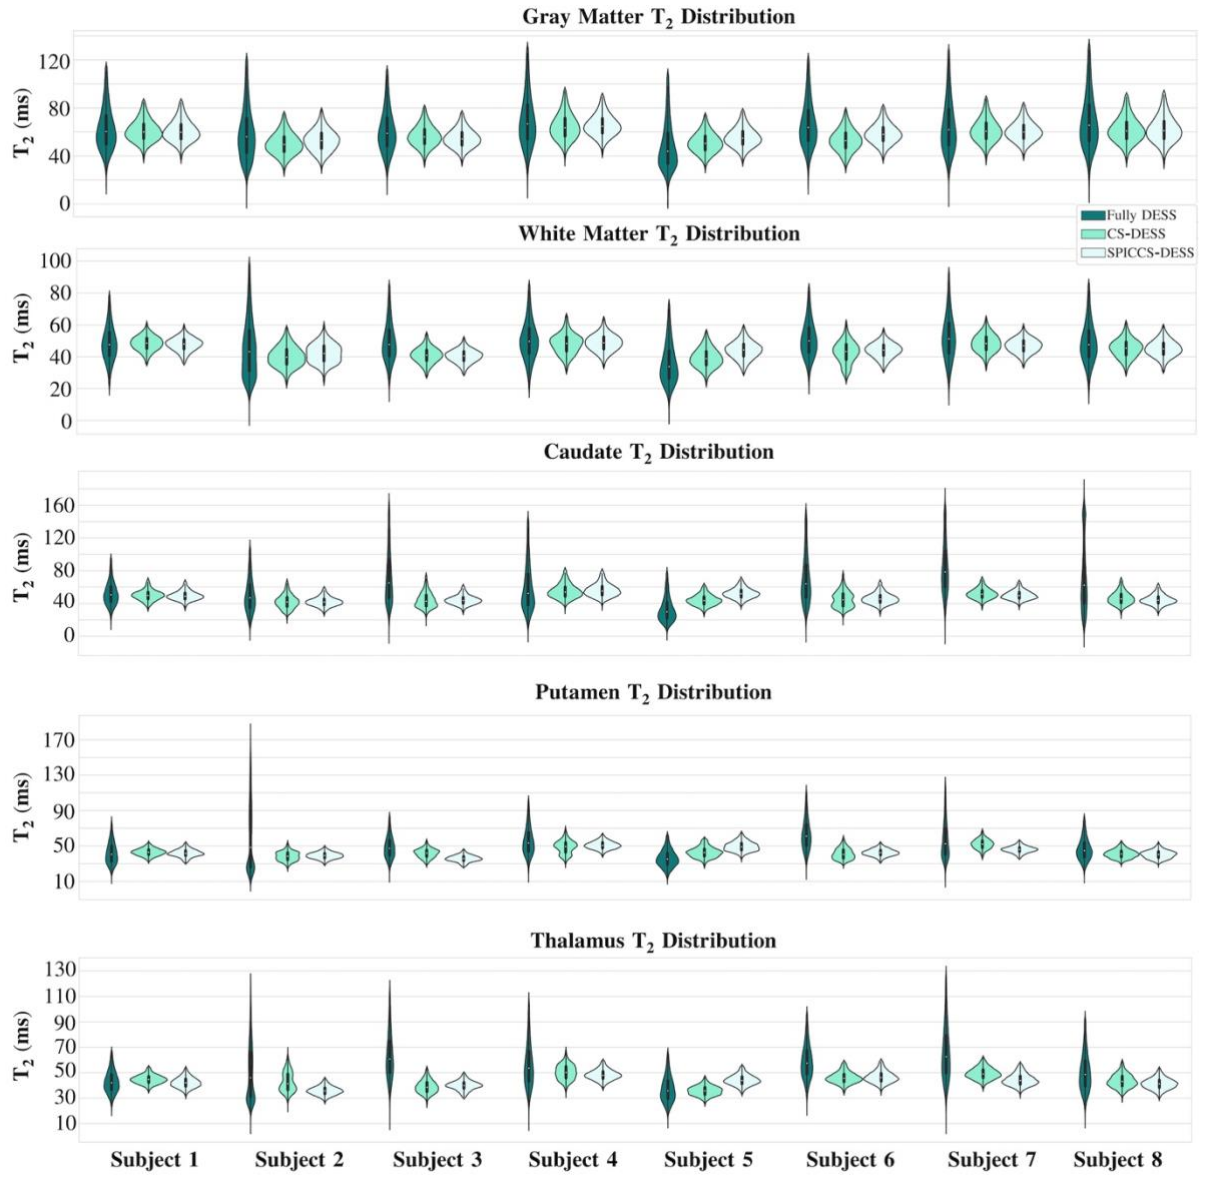 Gray Matter T₂ Distribution
T₂ (ms)
120
80
40
0
Fully DESS
CS-DESS
SPICCS-DESS
White Matter T₂ Distribution
T₂ (ms)
100
80
60
40
20
0
Caudate T₂ Distribution
T₂ (ms)
160
120
80
40
0
Putamen T₂ Distribution
T₂ (ms)
170
130
90
50
10
Thalamus T₂ Distribution
T₂ (ms)
130
110
90
70
50
30
10
Subject 1 Subject 2 Subject 3 Subject 4 Subject 5 Subject 6 Subject 7 Subject 8